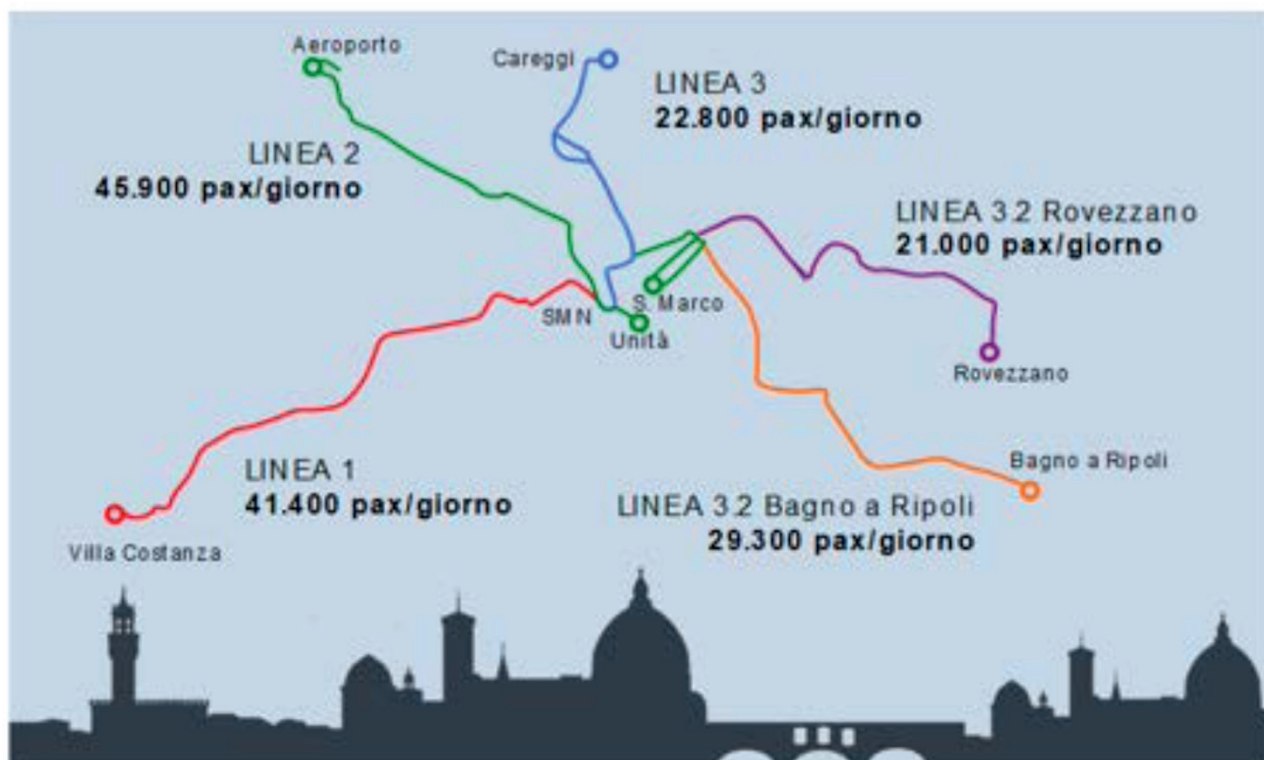 Aeroporto
Careggi
LINEA 3
22.800 pax/giorno
LINEA 2
45.900 pax/giorno
LINEA 3.2 Rovezzano
21.000 pax/giorno
S. Marco
SMN
Unità
Rovezzano
LINEA 1
41.400 pax/giorno
Bagno a Ripoli
LINEA 3.2 Bagno a Ripoli
29.300 pax/giorno
Villa Costanza